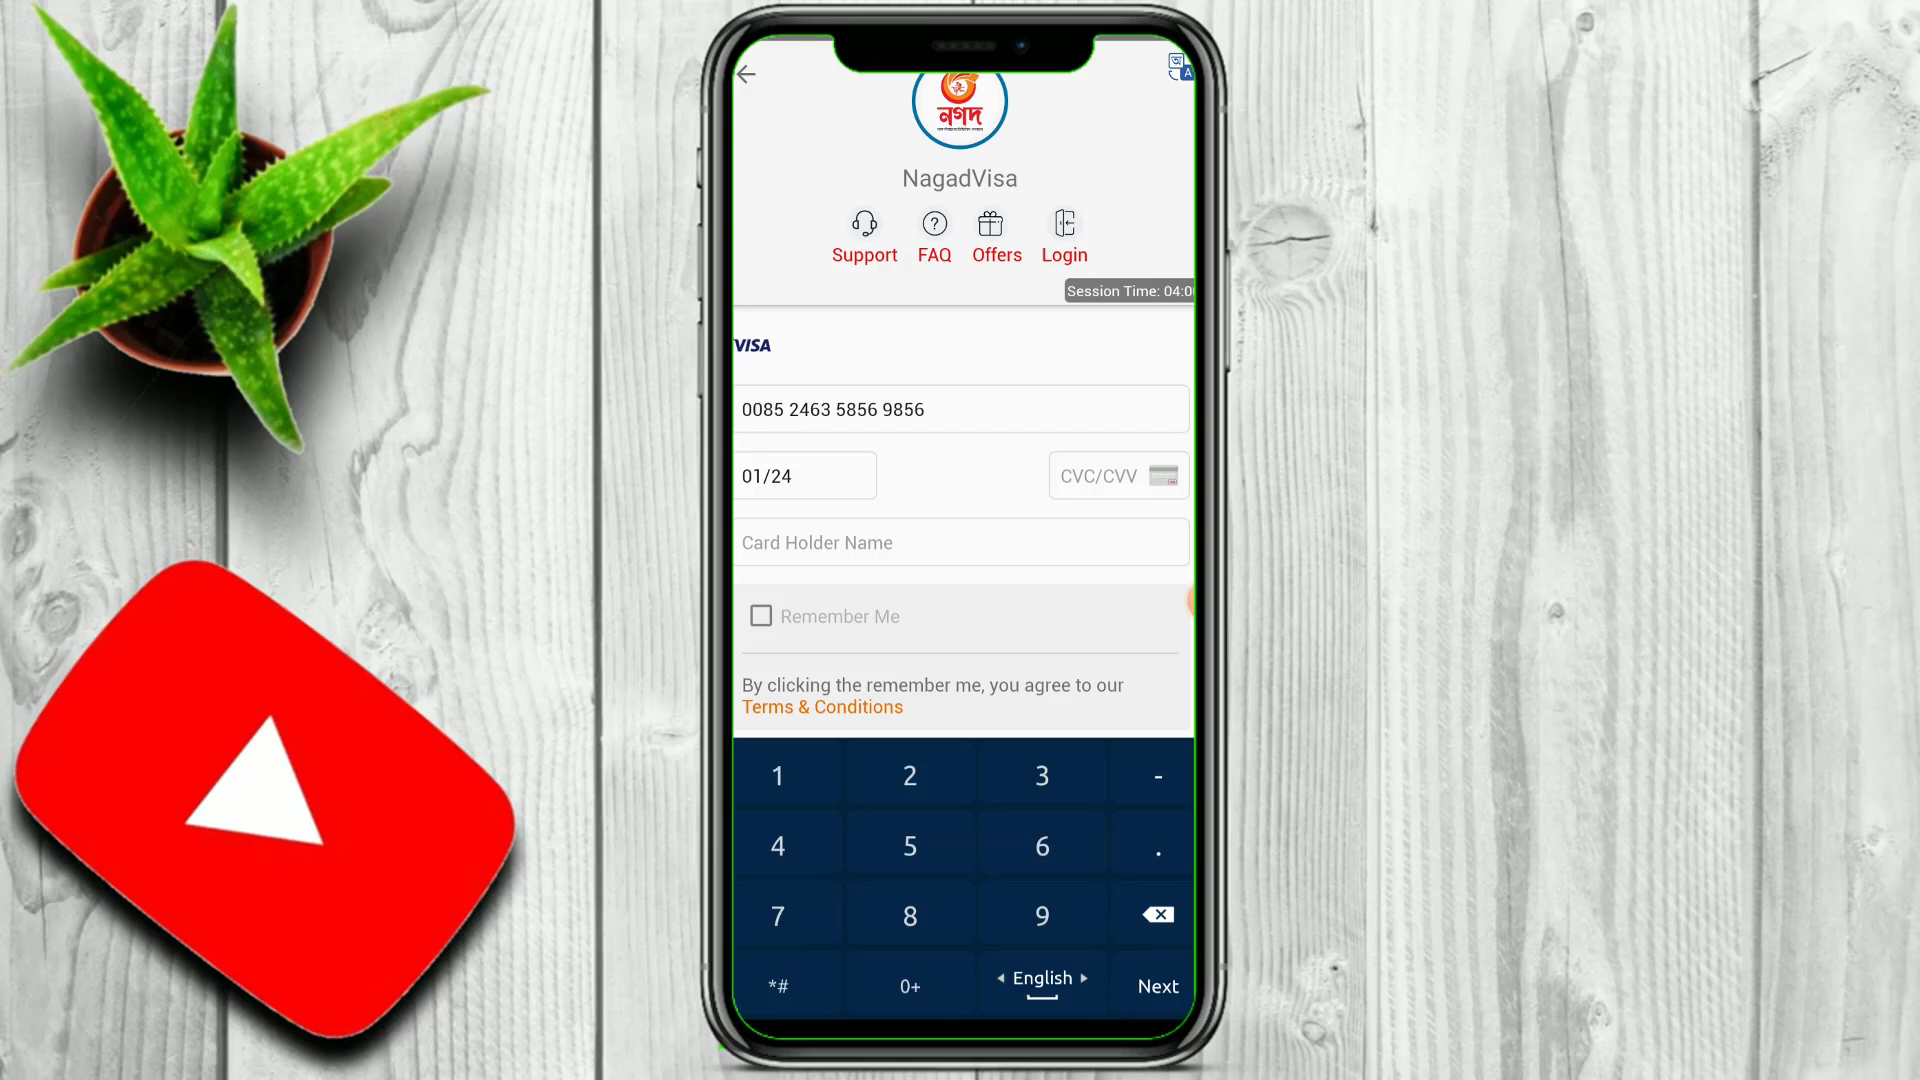 অ
A
নগদ
NagadVisa
Support FAQ Offers Login
Session Time: 04:0
VISA
0085 2463 5856 9856
01/24 CVC/CVV
Card Holder Name
Remember Me
By clicking the remember me, you agree to our
Terms & Conditions
1 2 3 -
4 5 6 .
7 8 9
*# 0+ English Next